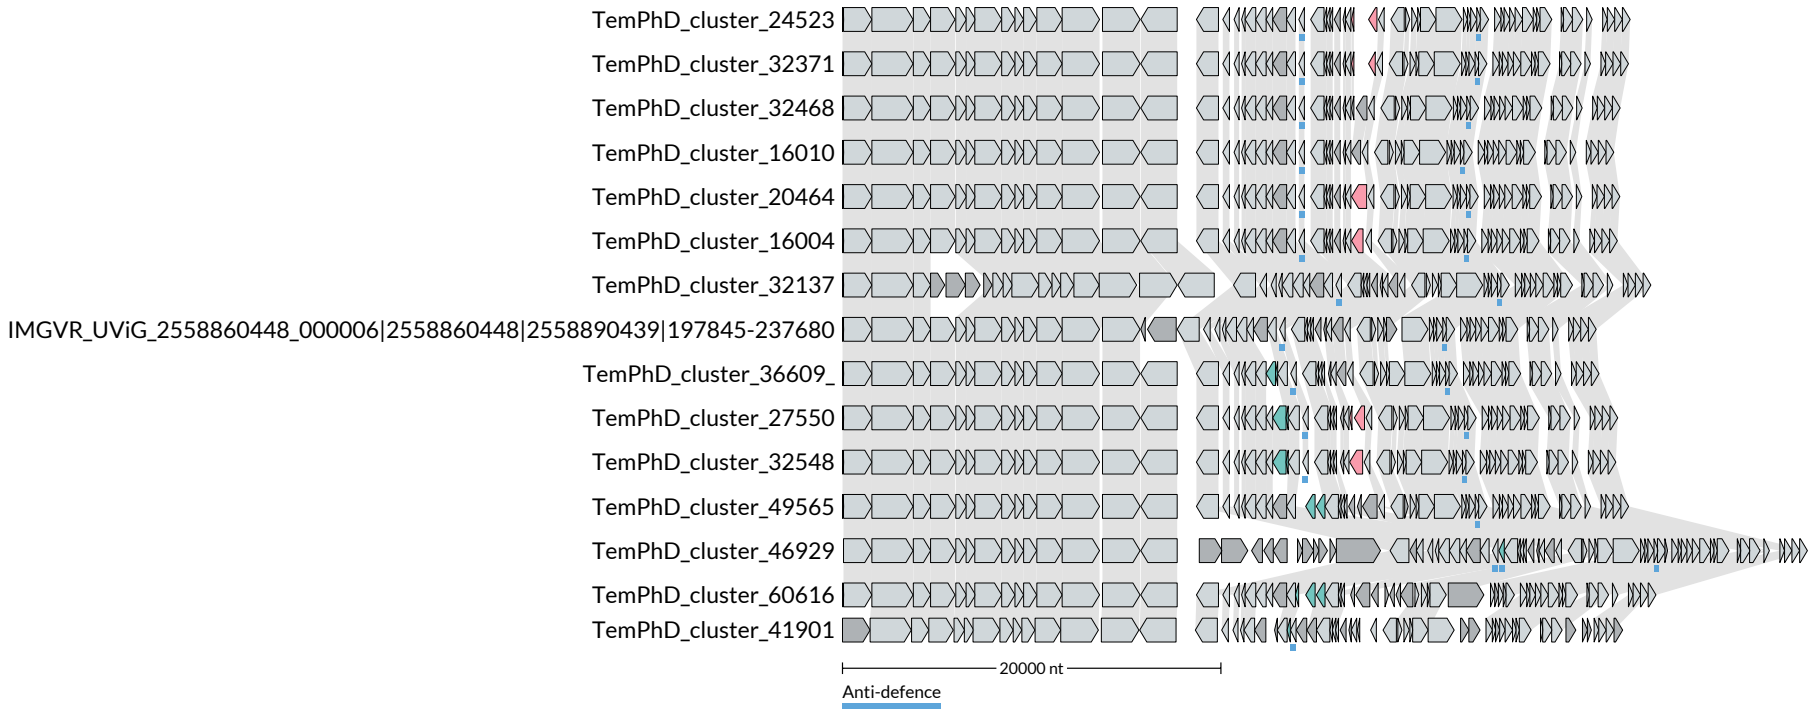 TemPhD_cluster_24523
TemPhD_cluster_32371
TemPhD_cluster_32468
TemPhD_cluster_16010
TemPhD_cluster_20464
TemPhD_cluster_16004
TemPhD_cluster_32137
IMGVR_UViG_2558860448_000006|2558860448|2558890439|197845-237680
TemPhD_cluster_36609_
TemPhD_cluster_27550
TemPhD_cluster_32548
TemPhD_cluster_49565
TemPhD_cluster_46929
TemPhD_cluster_60616
TemPhD_cluster_41901
20000 nt
Anti-defence